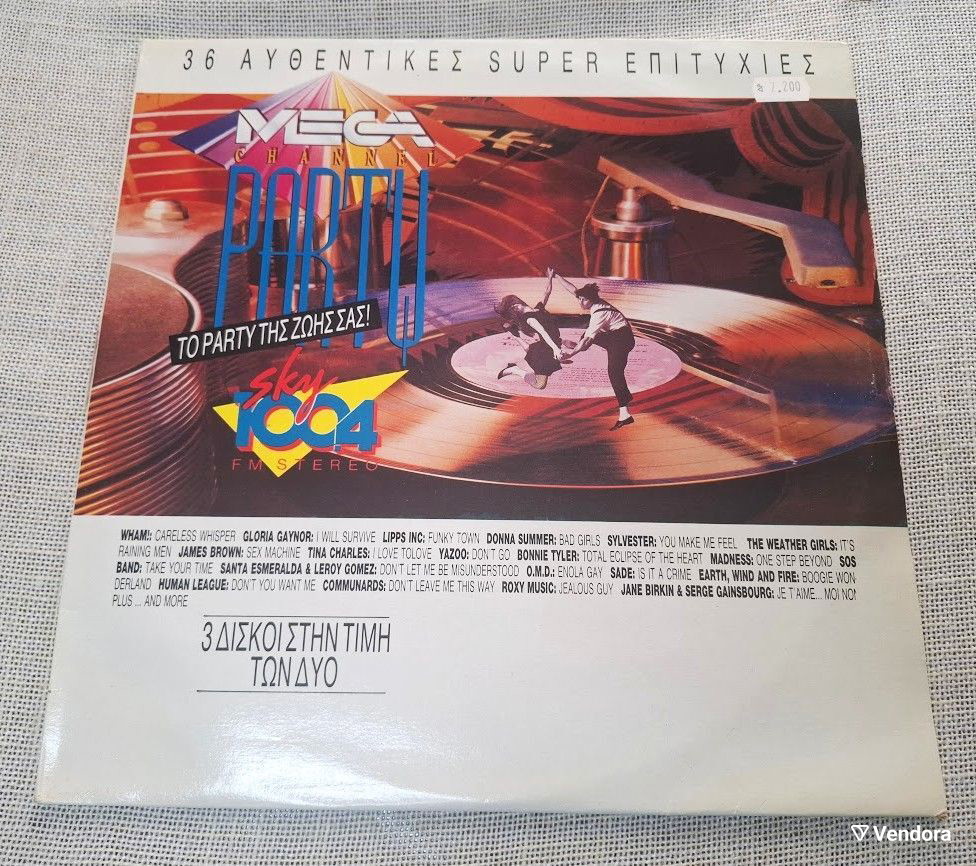 36 ΑΥΘΕΝΤΙΚΕΣ SUPER ΕΠΙΤΥΧΙΕΣ
7.200
MEGA
CHANNEL
PARTY
ΤΟ PARTY ΤΗΣ ΖΩΗΣ ΣΑΣ!
sky
100,4
FM STEREO
WHAM!: CARELESS WHISPER GLORIA GAYNOR: I WILL SURVIVE LIPPS INC: FUNKY TOWN DONNA SUMMER: BAD GIRLS SYLVESTER: YOU MAKE ME FEEL THE WEATHER GIRLS: IT'S
RAINING MEN JAMES BROWN: SEX MACHINE TINA CHARLES: I LOVE TOLOVE YAZOO: DON'T GO BONNIE TYLER: TOTAL ECLIPSE OF THE HEART MADNESS: ONE STEP BEYOND SOS
BAND: TAKE YOUR TIME SANTA ESMERALDA & LEROY GOMEZ: DON'T LET ME BE MISUNDERSTOOD O.M.D.: ENOLA GAY SADE: IS IT A CRIME EARTH, WIND AND FIRE: BOOGIE WON-
DERLAND HUMAN LEAGUE: DON'T YOU WANT ME COMMUNARDS: DON'T LEAVE ME THIS WAY ROXY MUSIC: JEALOUS GUY JANE BIRKIN & SERGE GAINSBOURG: JE T'AIME... MOI NON
PLUS ... AND MORE
3 ΔΙΣΚΟΙ ΣΤΗΝ ΤΙΜΗ
ΤΩΝ ΔΥΟ
Vendora